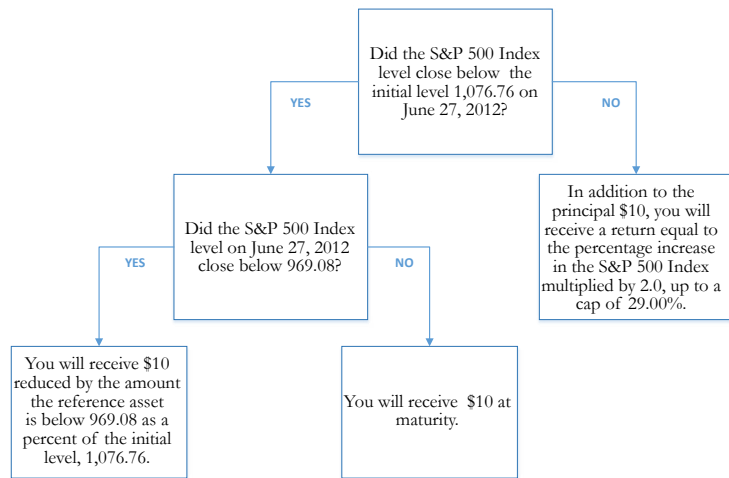 Did the S&P 500 Index
level close below the
initial level 1,076.76 on
June 27, 2012?
YES
NO
Did the S&P 500 Index
level on June 27, 2012
close below 969.08?
In addition to the
principal $10, you will
receive a return equal to
the percentage increase
in the S&P 500 Index
multiplied by 2.0, up to a
cap of 29.00%.
YES
NO
You will receive $10
reduced by the amount
the reference asset
is below 969.08 as a
percent of the initial
level, 1,076.76.
You will receive $10 at
maturity.